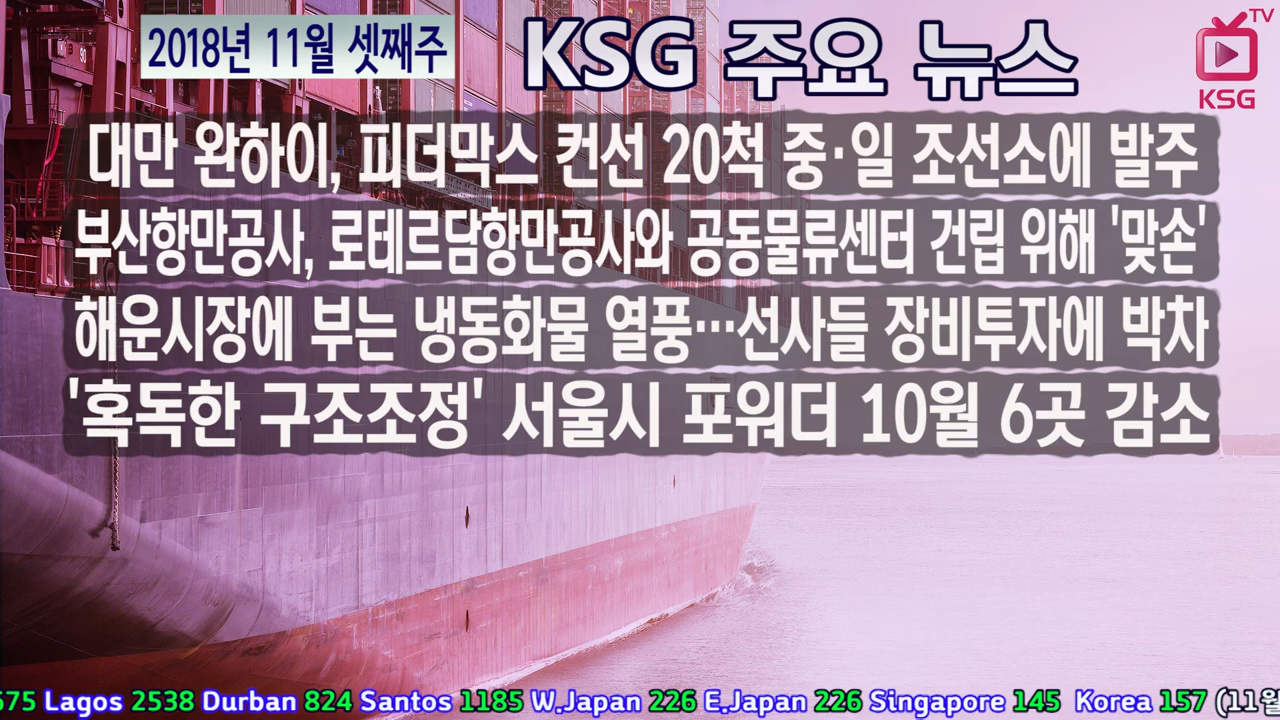 2018년 11월 셋째주
KSG 주요 뉴스
TV
KSG
대만 완하이, 피더막스 컨선 20척 중·일 조선소에 발주
부산항만공사, 로테르담항만공사와 공동물류센터 건립 위해 '맞손'
해운시장에 부는 냉동화물 열풍…선사들 장비투자에 박차
'혹독한 구조조정' 서울시 포워더 10월 6곳 감소
575 Lagos 2538 Durban 824 Santos 1185 W.Japan 226 E.Japan 226 Singapore 145 Korea 157 (11월